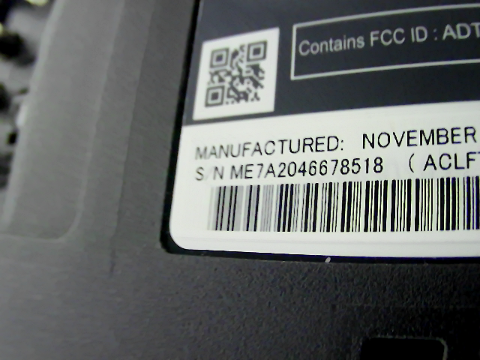 Contains FCC ID : ADT
MANUFACTURED: NOVEMBER
S/N ME7A2046678518 ( ACLF